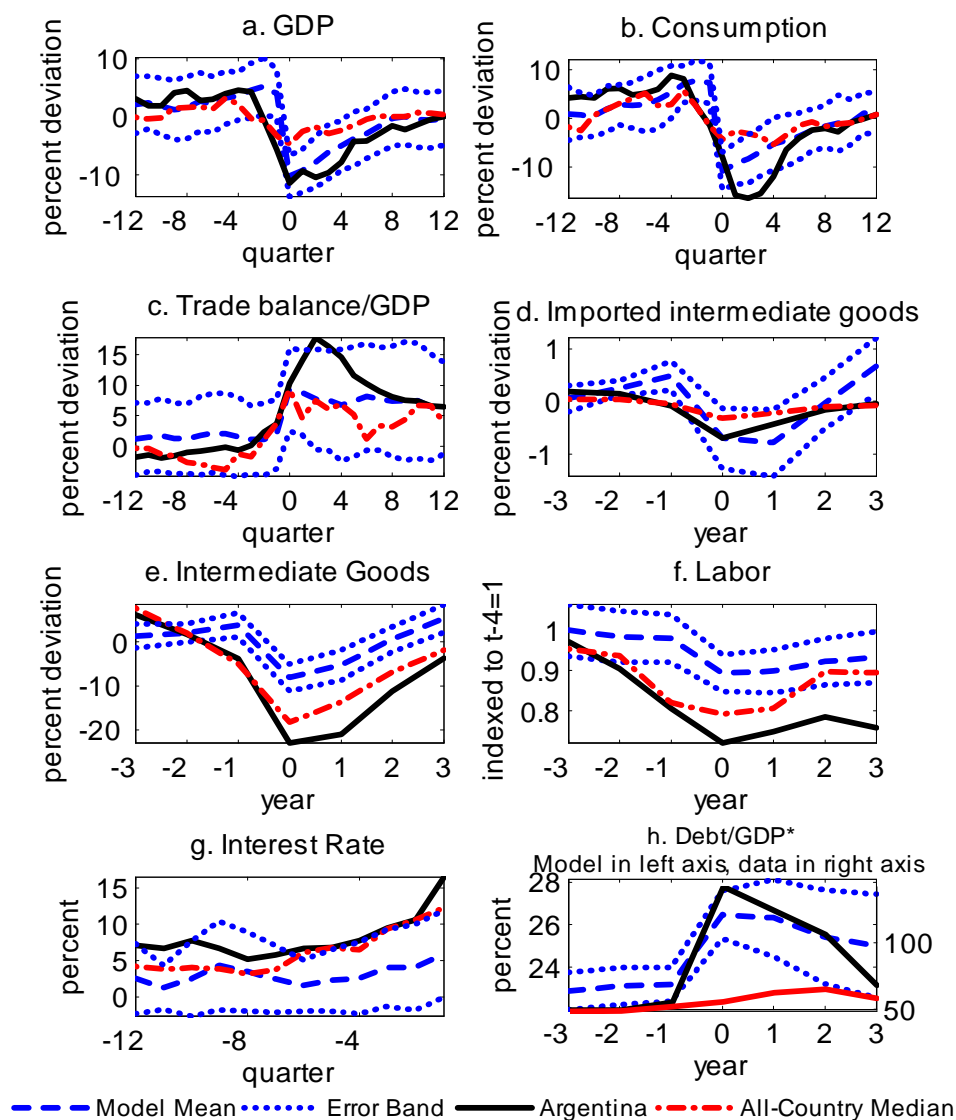 a. GDP
percent deviation
10
0
-10
-12 -8 -4 0 4 8 12
quarter
b. Consumption
percent deviation
10
0
-10
-12 -8 -4 0 4 8 12
quarter
c. Trade balance/GDP
percent deviation
15
10
5
0
-12 -8 -4 0 4 8 12
quarter
d. Imported intermediate goods
percent deviation
1
0
-1
-3 -2 -1 0 1 2 3
year
e. Intermediate Goods
percent deviation
0
-10
-20
-3 -2 -1 0 1 2 3
year
f. Labor
indexed to t-4=1
1
0.9
0.8
-3 -2 -1 0 1 2 3
year
g. Interest Rate
percent
15
10
5
0
-12 -8 -4
quarter
h. Debt/GDP*
Model in left axis, data in right axis
percent
28
26
24
100
50
-3 -2 -1 0 1 2 3
year
Model Mean Error Band Argentina All-Country Median